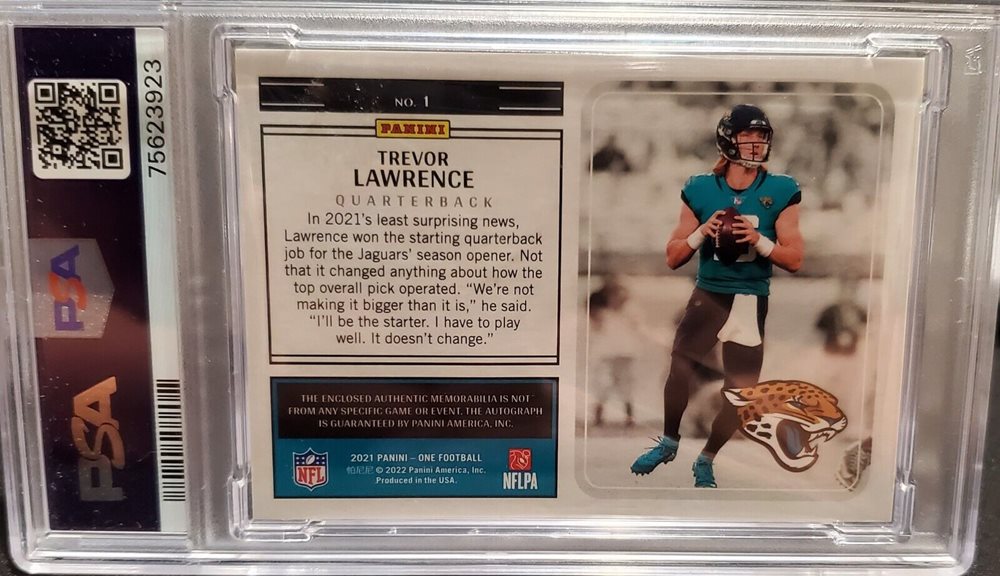 75623923
PSA
PSA
NO. 1
PANINI
TREVOR
LAWRENCE
QUARTERBACK
In 2021's least surprising news,
Lawrence won the starting quarterback
job for the Jaguars' season opener. Not
that it changed anything about how the
top overall pick operated. “We're not
making it bigger than it is,” he said.
“I'll be the starter. I have to play
well. It doesn't change.”
THE ENCLOSED AUTHENTIC MEMORABILIA IS NOT
FROM ANY SPECIFIC GAME OR EVENT. THE AUTOGRAPH
IS GUARANTEED BY PANINI AMERICA, INC.
NFL
2021 PANINI – ONE FOOTBALL
帕尼尼 © 2022 Panini America, Inc.
Produced in the USA.
NFLPA